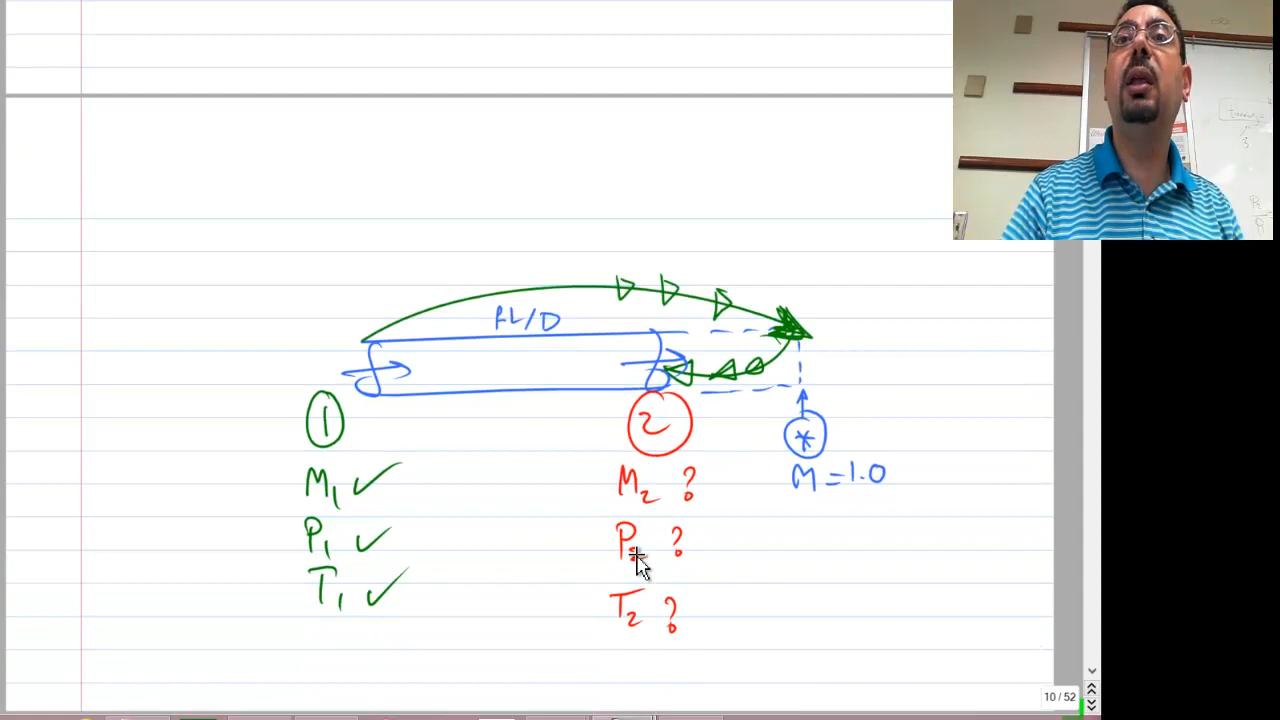 fL/D
1 2 *
M1 ✓ M2 ? M = 1.0
P1 ✓ P2 ?
T1 ✓ T2 ?
10 / 52